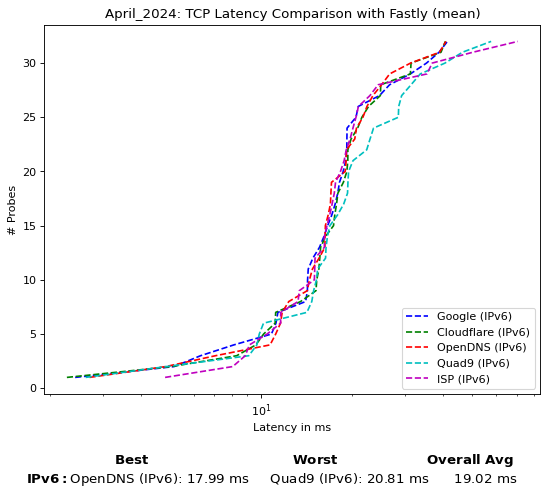 April_2024: TCP Latency Comparison with Fastly (mean)
# Probes
30
25
20
15
10
5
0
Google (IPv6)
Cloudflare (IPv6)
OpenDNS (IPv6)
Quad9 (IPv6)
ISP (IPv6)
10¹
Latency in ms
Best Worst Overall Avg
IPv6: OpenDNS (IPv6): 17.99 ms Quad9 (IPv6): 20.81 ms 19.02 ms